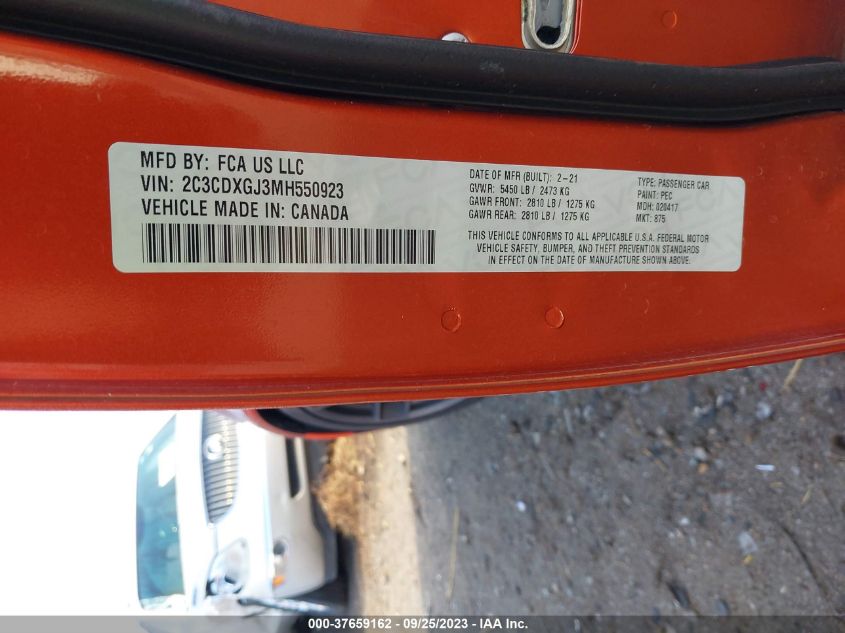 MFD BY: FCA US LLC
VIN: 2C3CDXGJ3MH550923
VEHICLE MADE IN: CANADA
DATE OF MFR (BUILT): 2-21
GVWR: 5450 LB / 2473 KG
GAWR FRONT: 2810 LB / 1275 KG
GAWR REAR: 2810 LB / 1275 KG
TYPE: PASSENGER CAR
PAINT: PEC
MDH: 020417
MKT: 875
THIS VEHICLE CONFORMS TO ALL APPLICABLE U.S.A. FEDERAL MOTOR
VEHICLE SAFETY, BUMPER, AND THEFT PREVENTION STANDARDS
IN EFFECT ON THE DATE OF MANUFACTURE SHOWN ABOVE.
000-37659162 - 09/25/2023 - IAAI.com